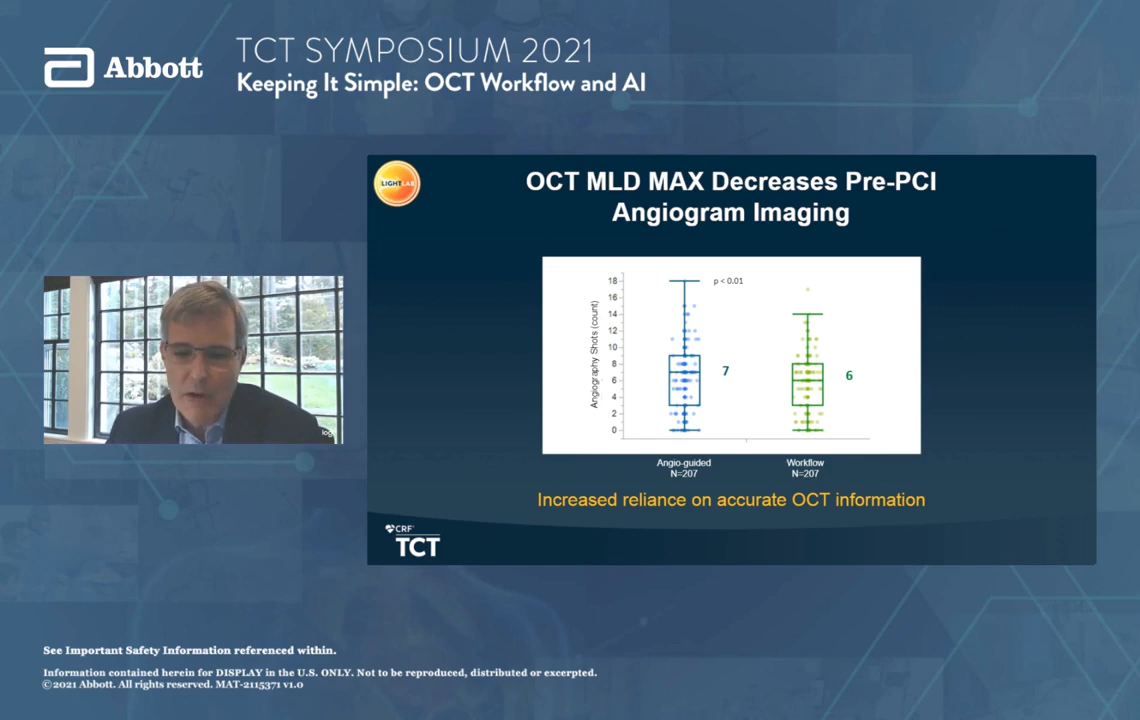 Abbott
TCT SYMPOSIUM 2021
Keeping It Simple: OCT Workflow and AI
LIGHTLAB
OCT MLD MAX Decreases Pre-PCI
Angiogram Imaging
p < 0.01
Angiography Shots (count)
18
16
14
12
10
8
6
4
2
0
7
6
Angio-guided
N=207
Workflow
N=207
Increased reliance on accurate OCT information
CRF
TCT
See Important Safety Information referenced within.
Information contained herein for DISPLAY in the U.S. ONLY. Not to be reproduced, distributed or excerpted.
©2021 Abbott. All rights reserved. MAT-2115371 v1.0